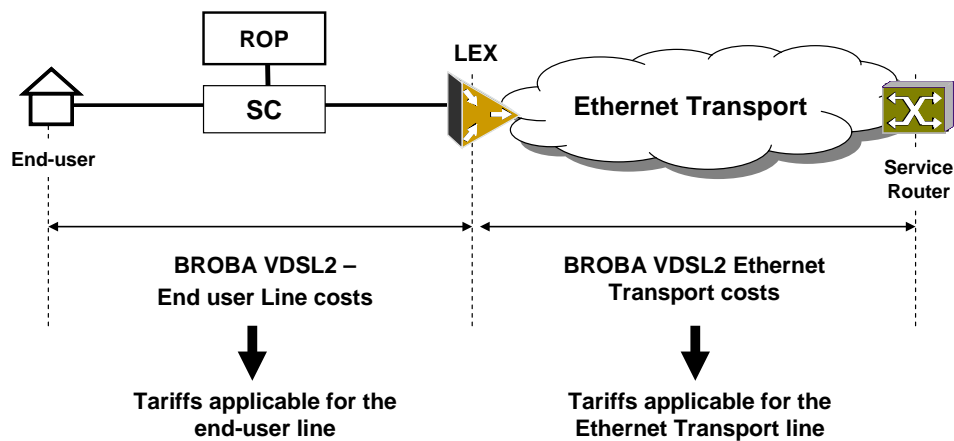 ROP
LEX
SC
Ethernet Transport
End-user
Service
Router
BROBA VDSL2 –
End user Line costs
BROBA VDSL2 Ethernet
Transport costs
Tariffs applicable for the
end-user line
Tariffs applicable for the
Ethernet Transport line